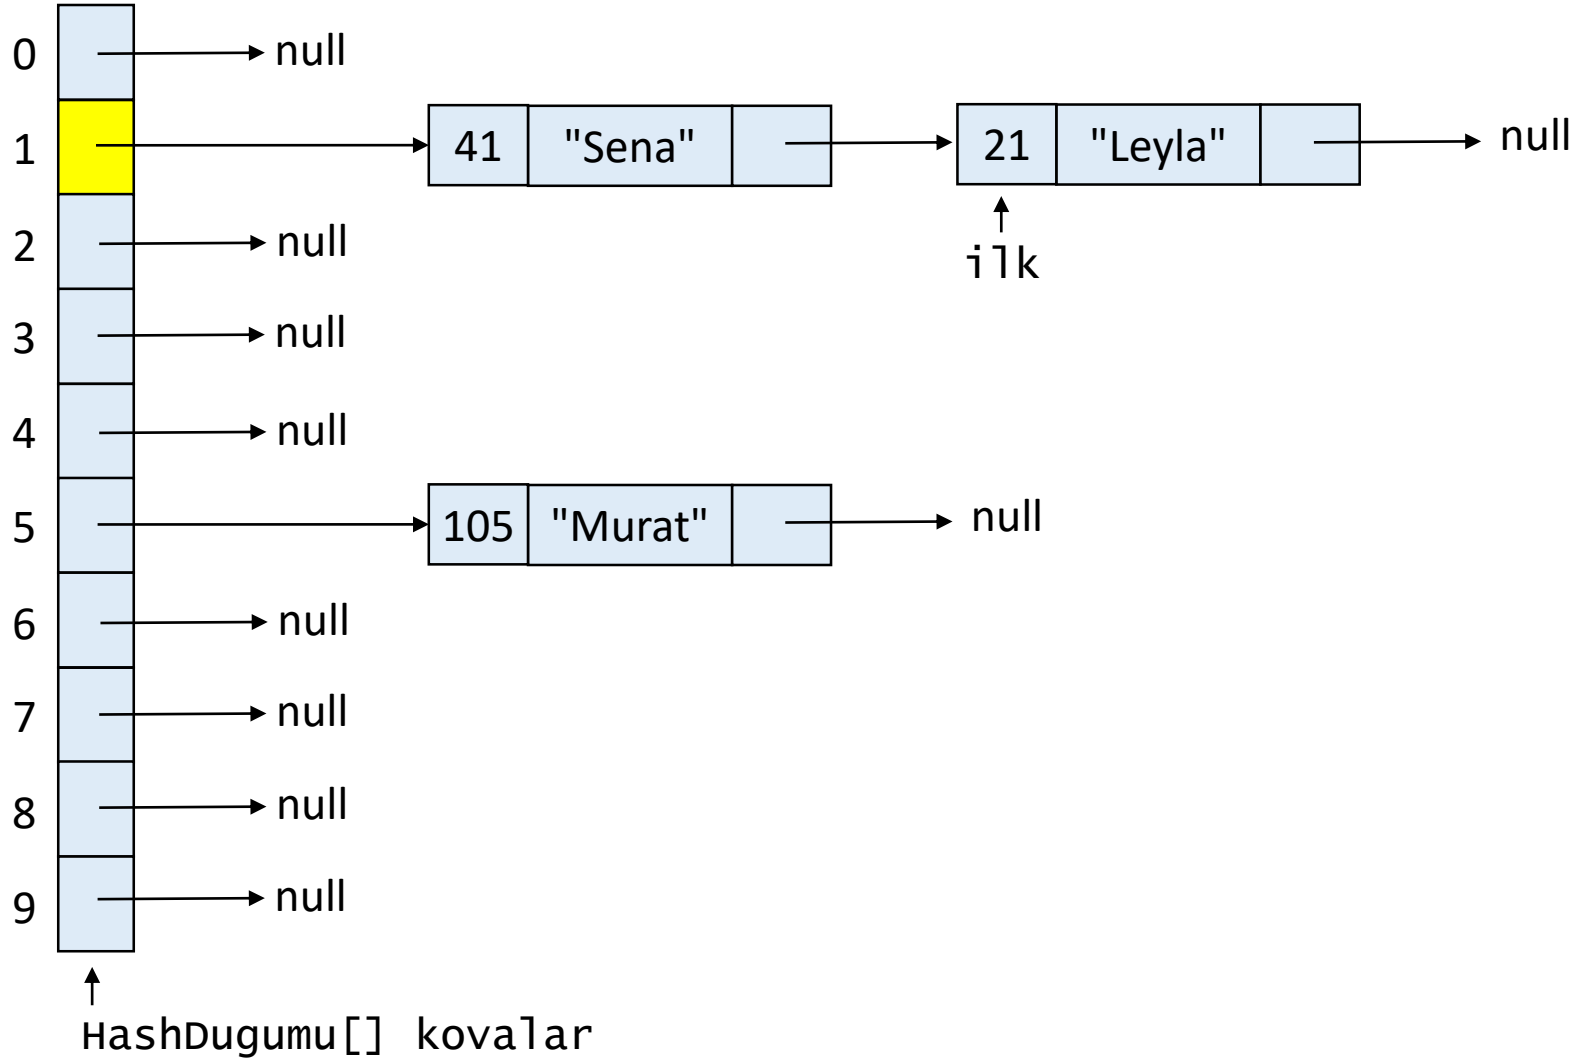 0 null
1 41 "Sena" 21 "Leyla" null
ilk
2 null
3 null
4 null
5 105 "Murat" null
6 null
7 null
8 null
9 null
HashDugumu[] kovalar